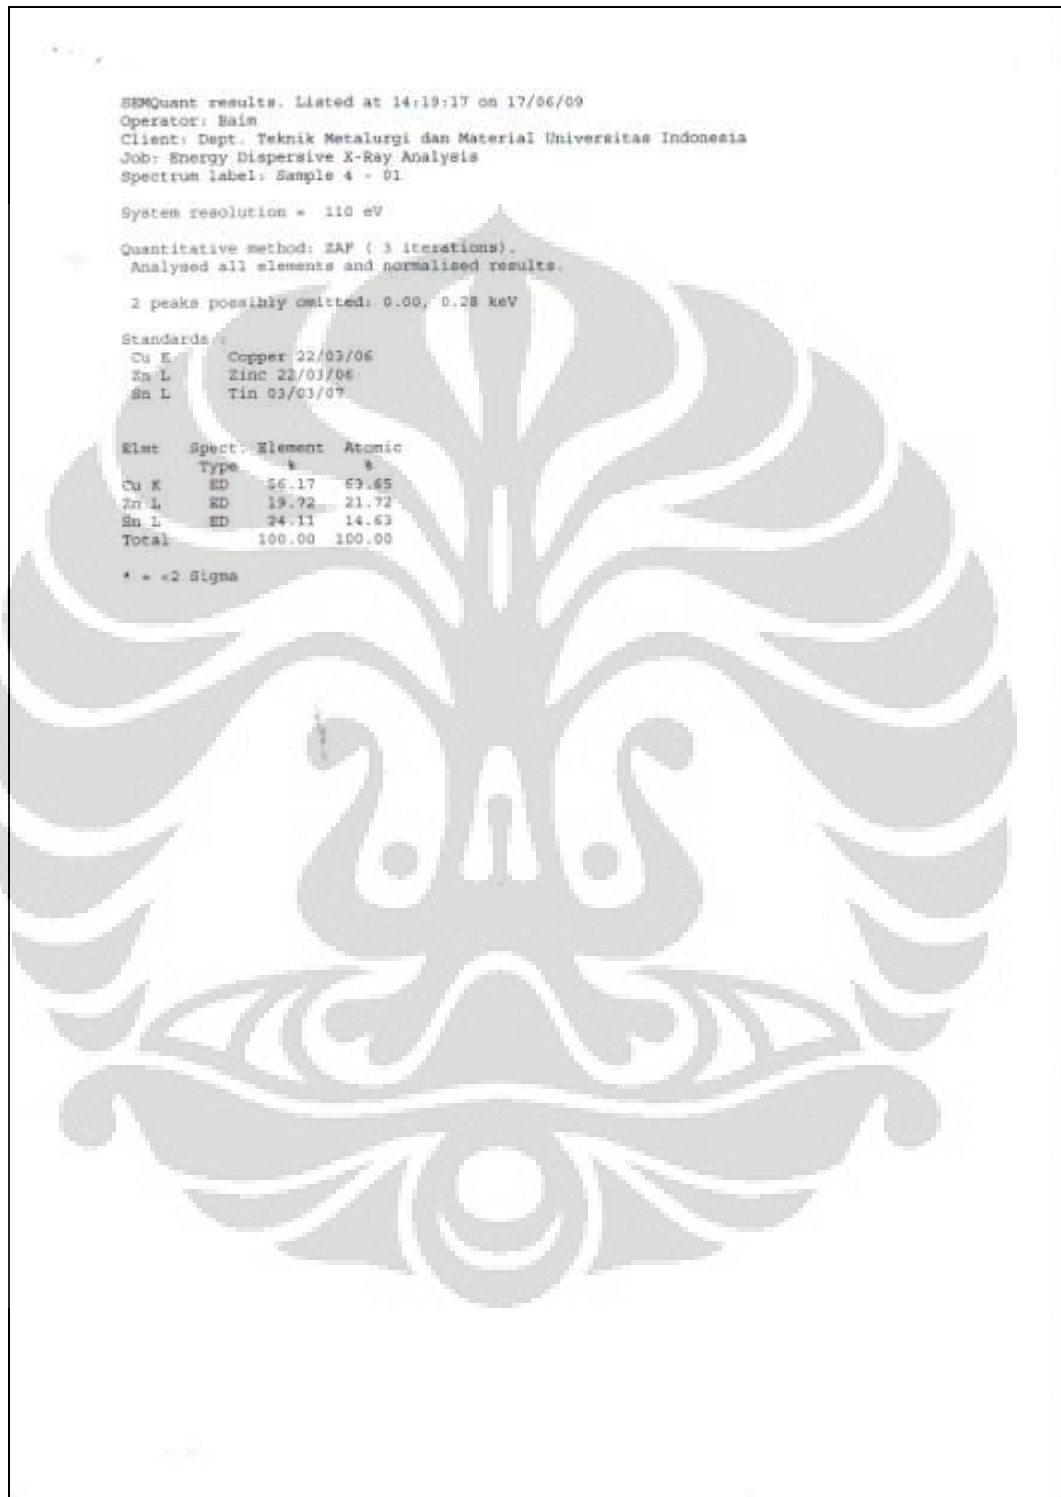 SEMQuant results. Listed at 14:19:17 on 17/06/09
Operator: Baim
Client: Dept. Teknik Metalurgi dan Material Universitas Indonesia
Job: Energy Dispersive X-Ray Analysis
Spectrum label: Sample 4 - 01
System resolution = 110 eV
Quantitative method: ZAF ( 3 iterations).
Analysed all elements and normalised results.
2 peaks possibly omitted: 0.00, 0.28 keV
Standards :
Cu K Copper 22/03/06
Zn L Zinc 22/03/06
Sn L Tin 03/03/07
Elmt Spect. Element Atomic
Type % %
Cu K ED 56.17 63.65
Zn L ED 19.72 21.72
Sn L ED 24.11 14.63
Total 100.00 100.00
* = <2 Sigma